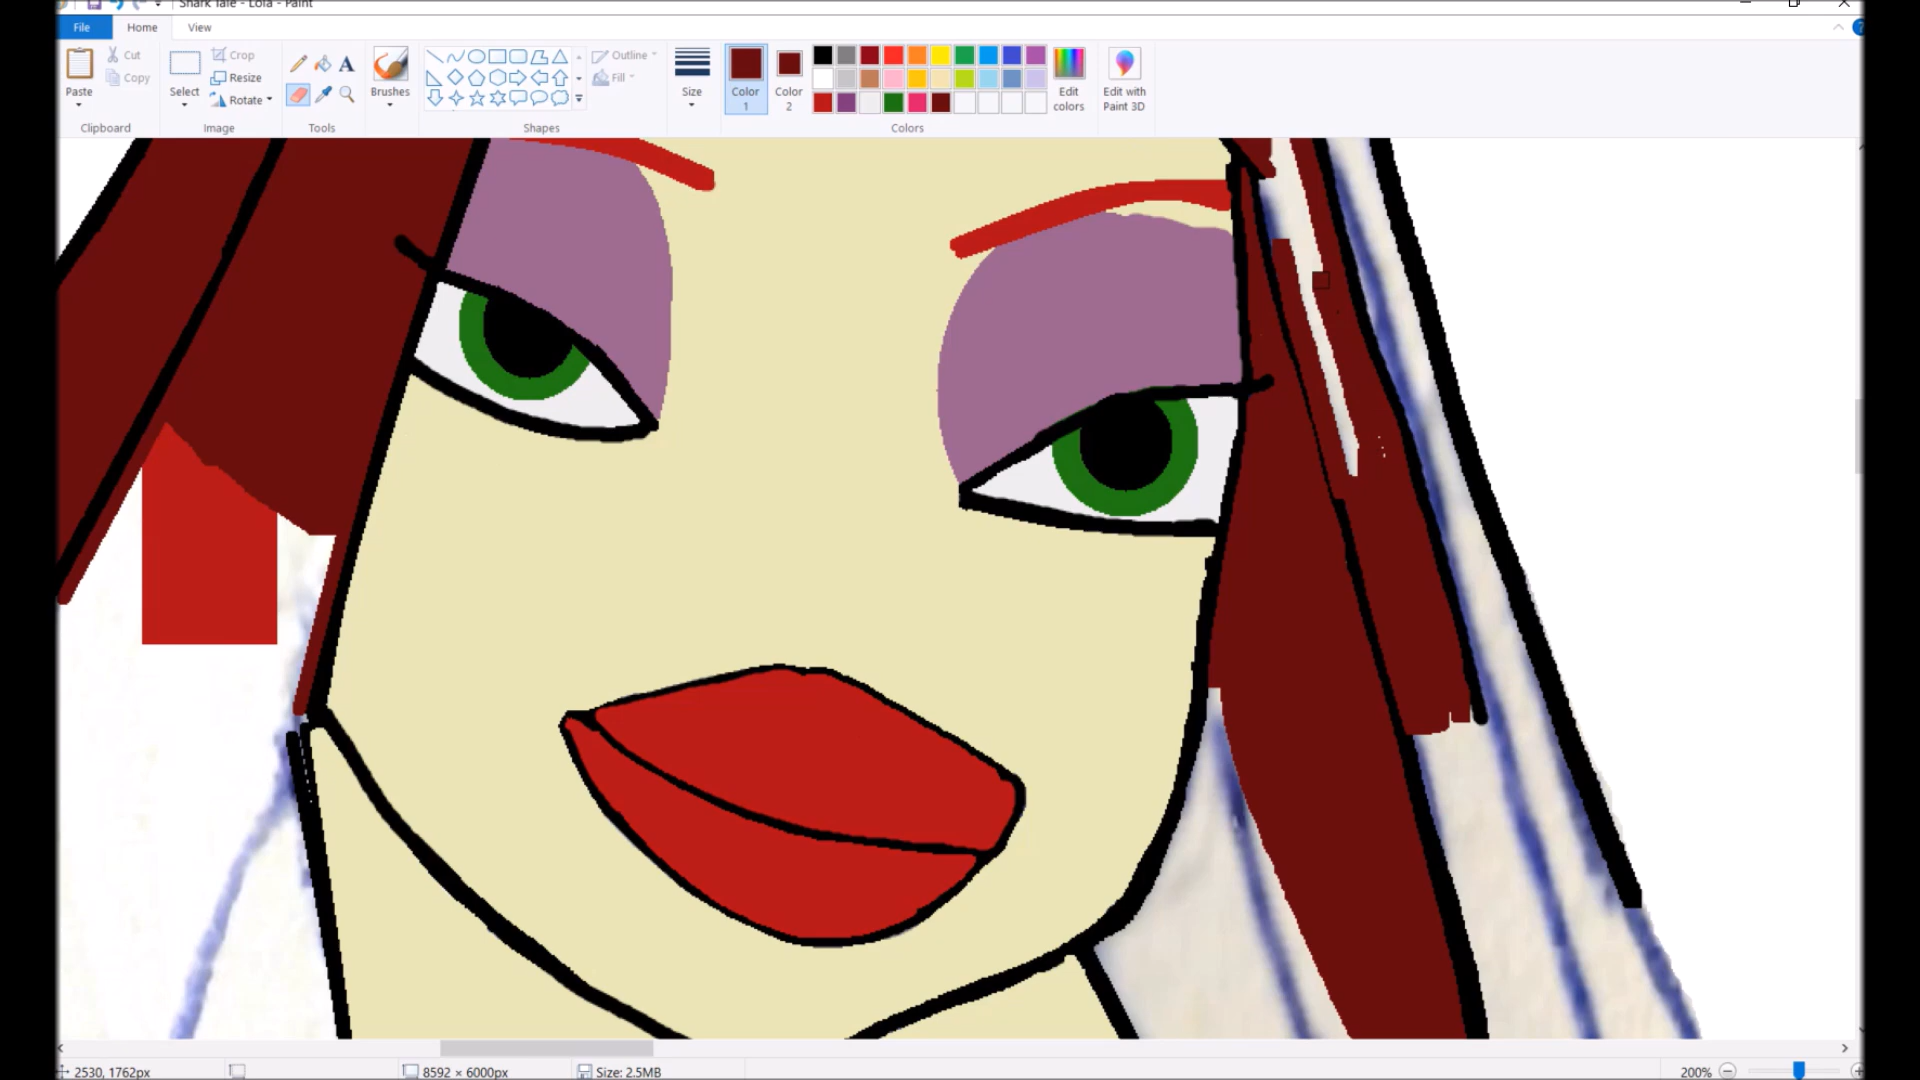 Shark Tale - Lola - Paint
File Home View
Paste Cut Copy Select Crop Resize Rotate A Brushes Outline Fill Size Color 1 Color 2 Edit colors Edit with Paint 3D
Clipboard Image Tools Shapes Colors
2530, 1762px 8592 × 6000px Size: 2.5MB 200%